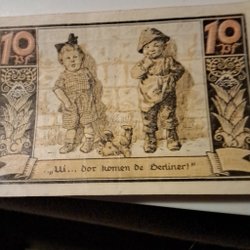 10 10
Pf Pf
„Ui... dor komen de Berliner!"